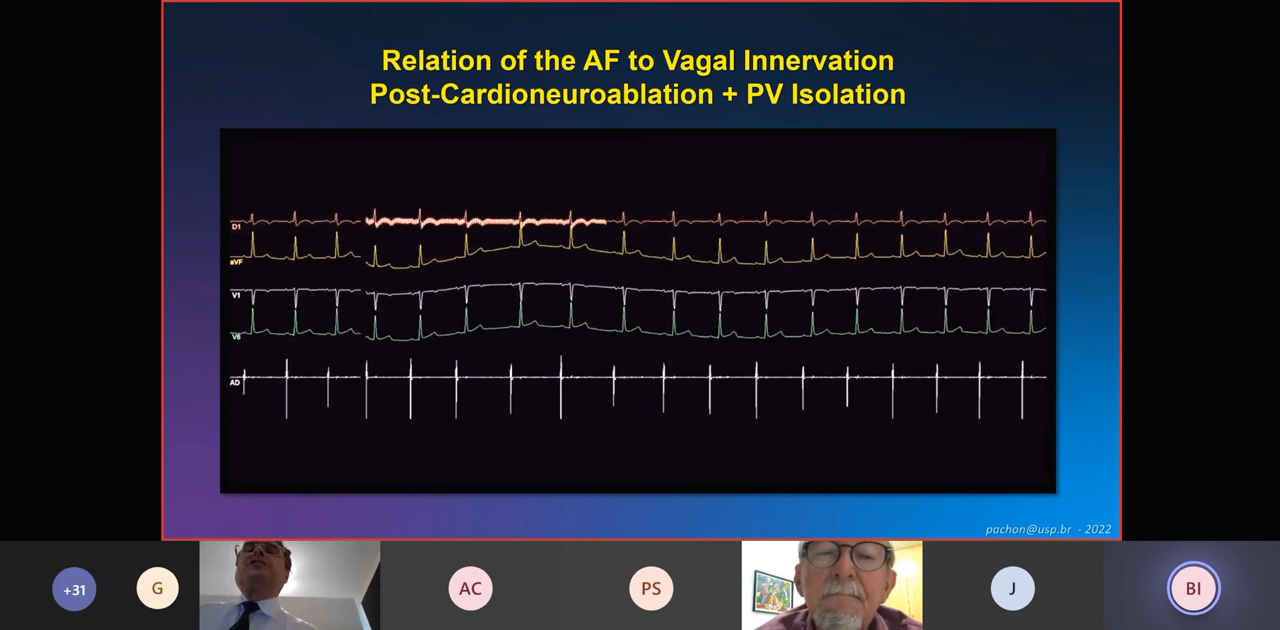 Relation of the AF to Vagal Innervation
Post-Cardioneuroablation + PV Isolation
D1
aVF
V1
V6
AD
pachon@usp.br - 2022
+31
G
AC
PS
J
BI